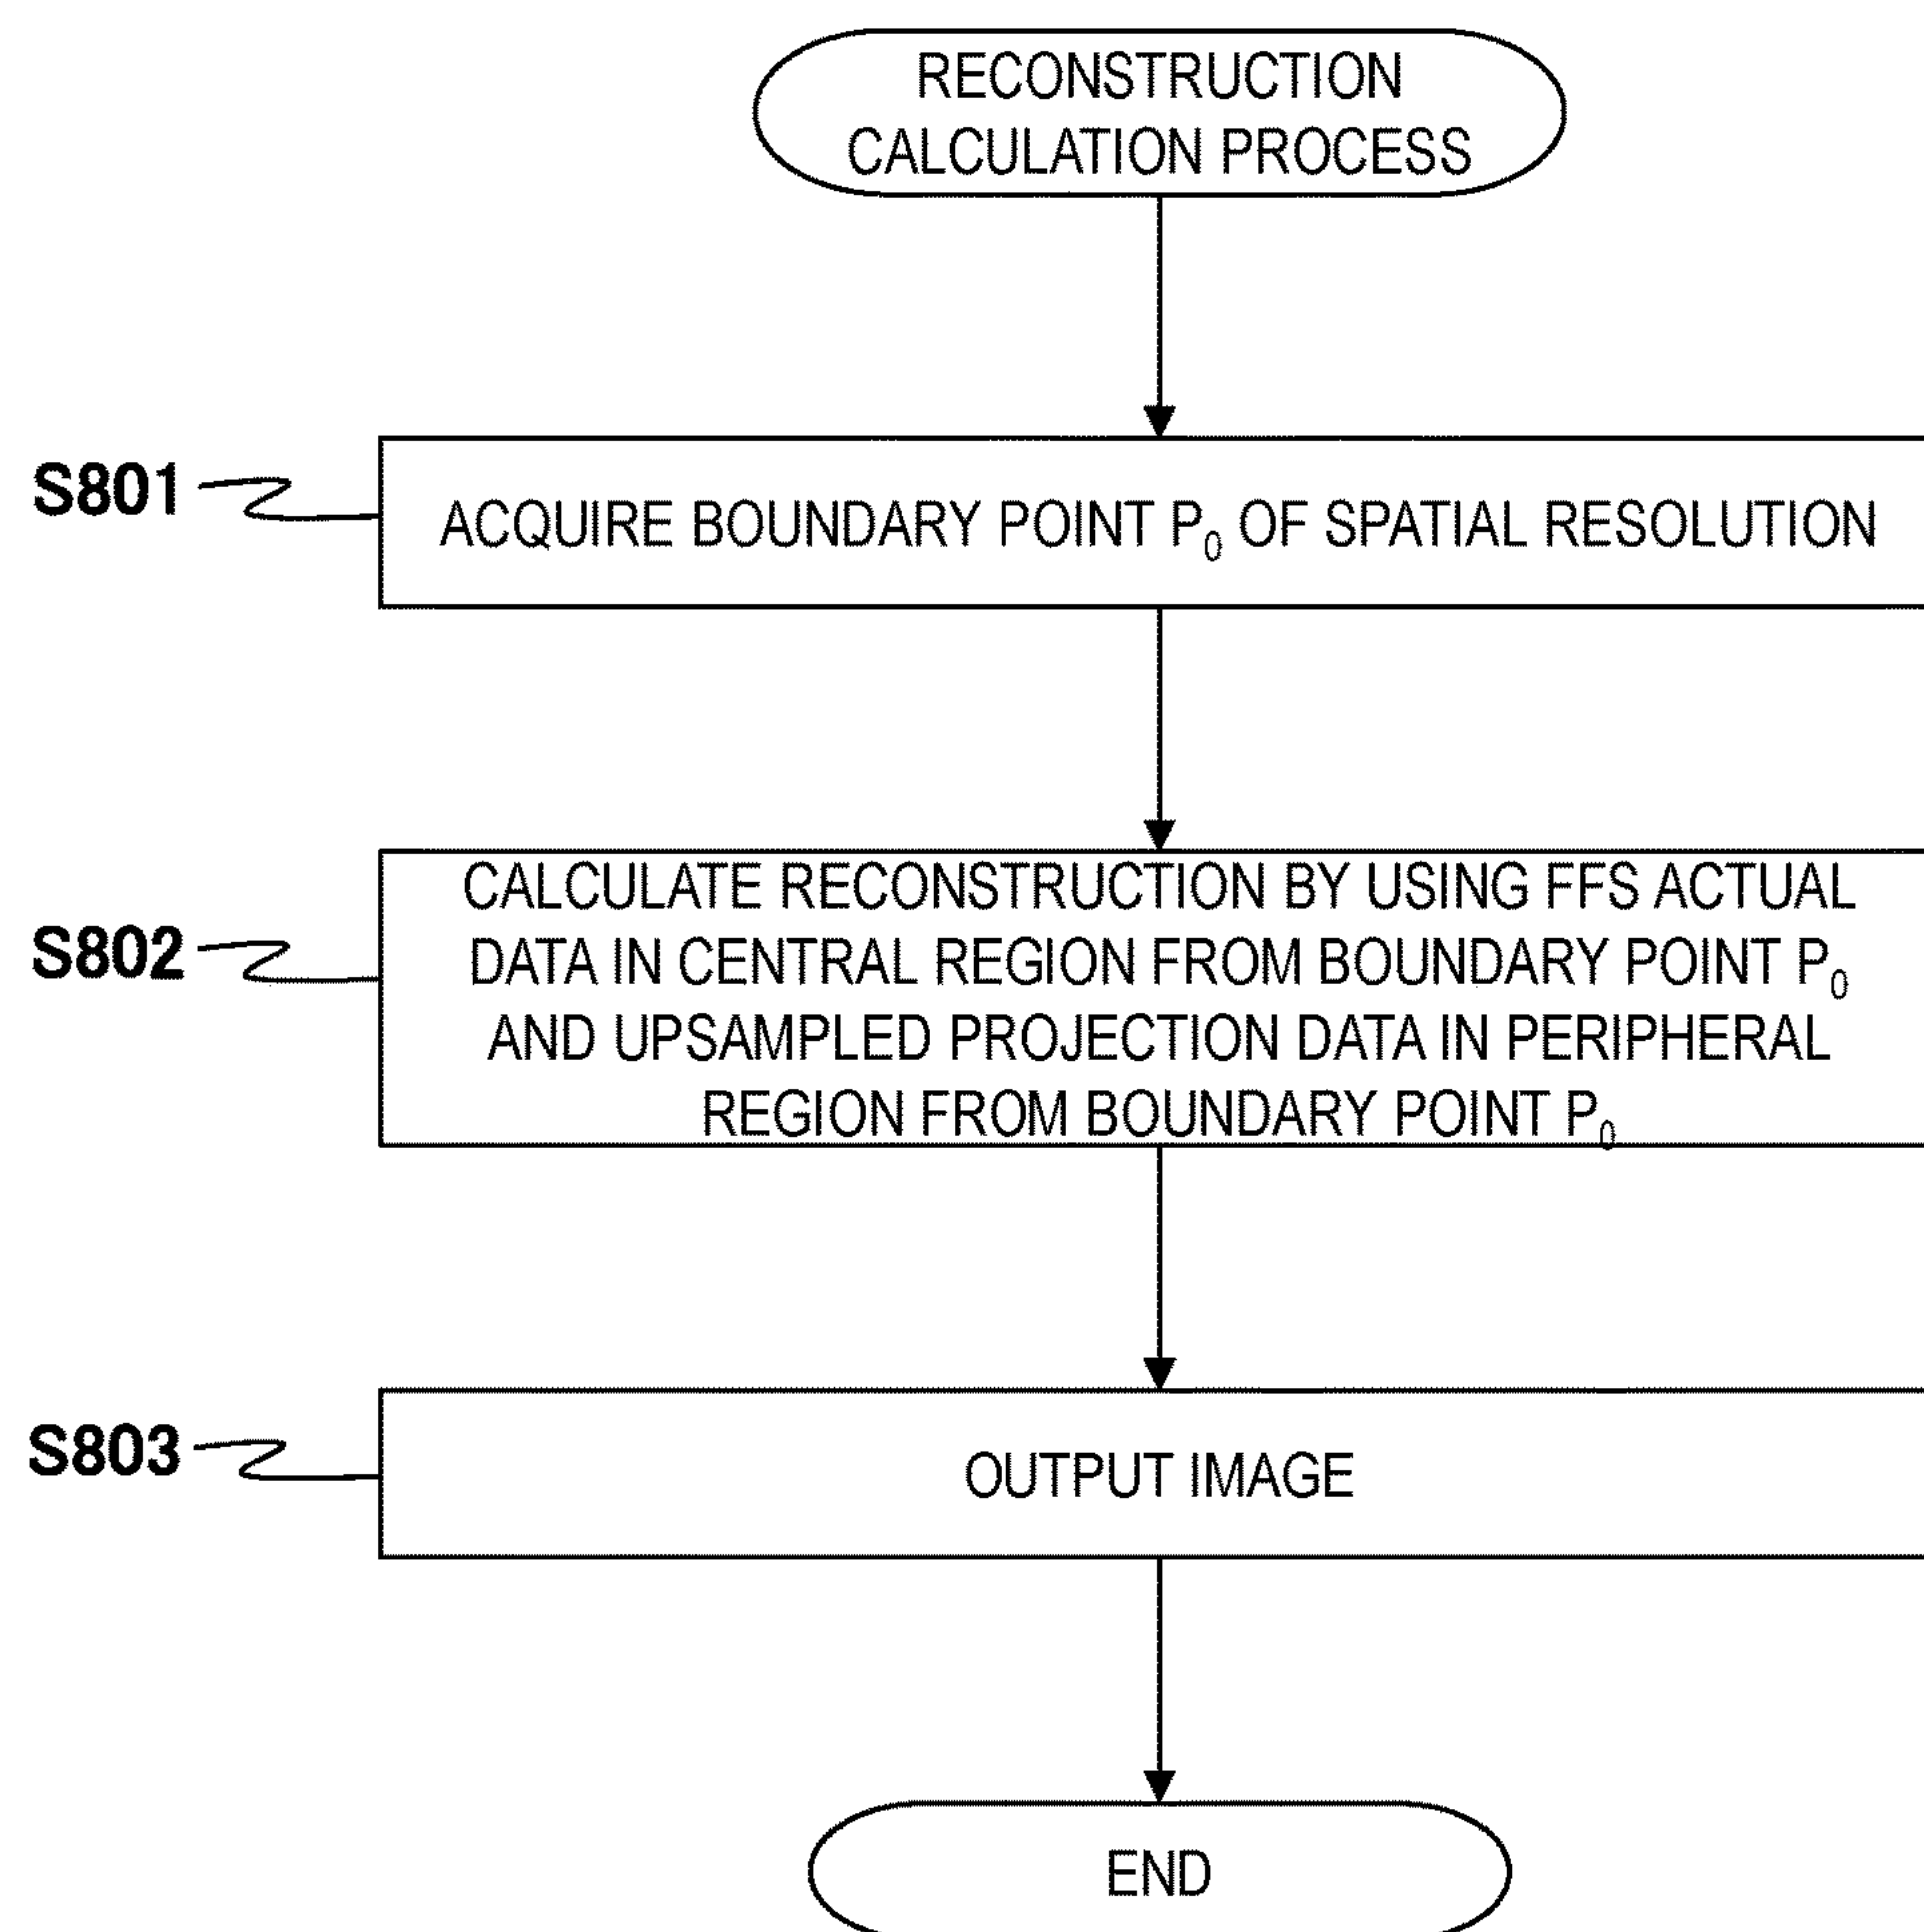 RECONSTRUCTION
CALCULATION PROCESS
S801
ACQUIRE BOUNDARY POINT P₀ OF SPATIAL RESOLUTION
S802
CALCULATE RECONSTRUCTION BY USING FFS ACTUAL
DATA IN CENTRAL REGION FROM BOUNDARY POINT P₀
AND UPSAMPLED PROJECTION DATA IN PERIPHERAL
REGION FROM BOUNDARY POINT P₀
S803
OUTPUT IMAGE
END